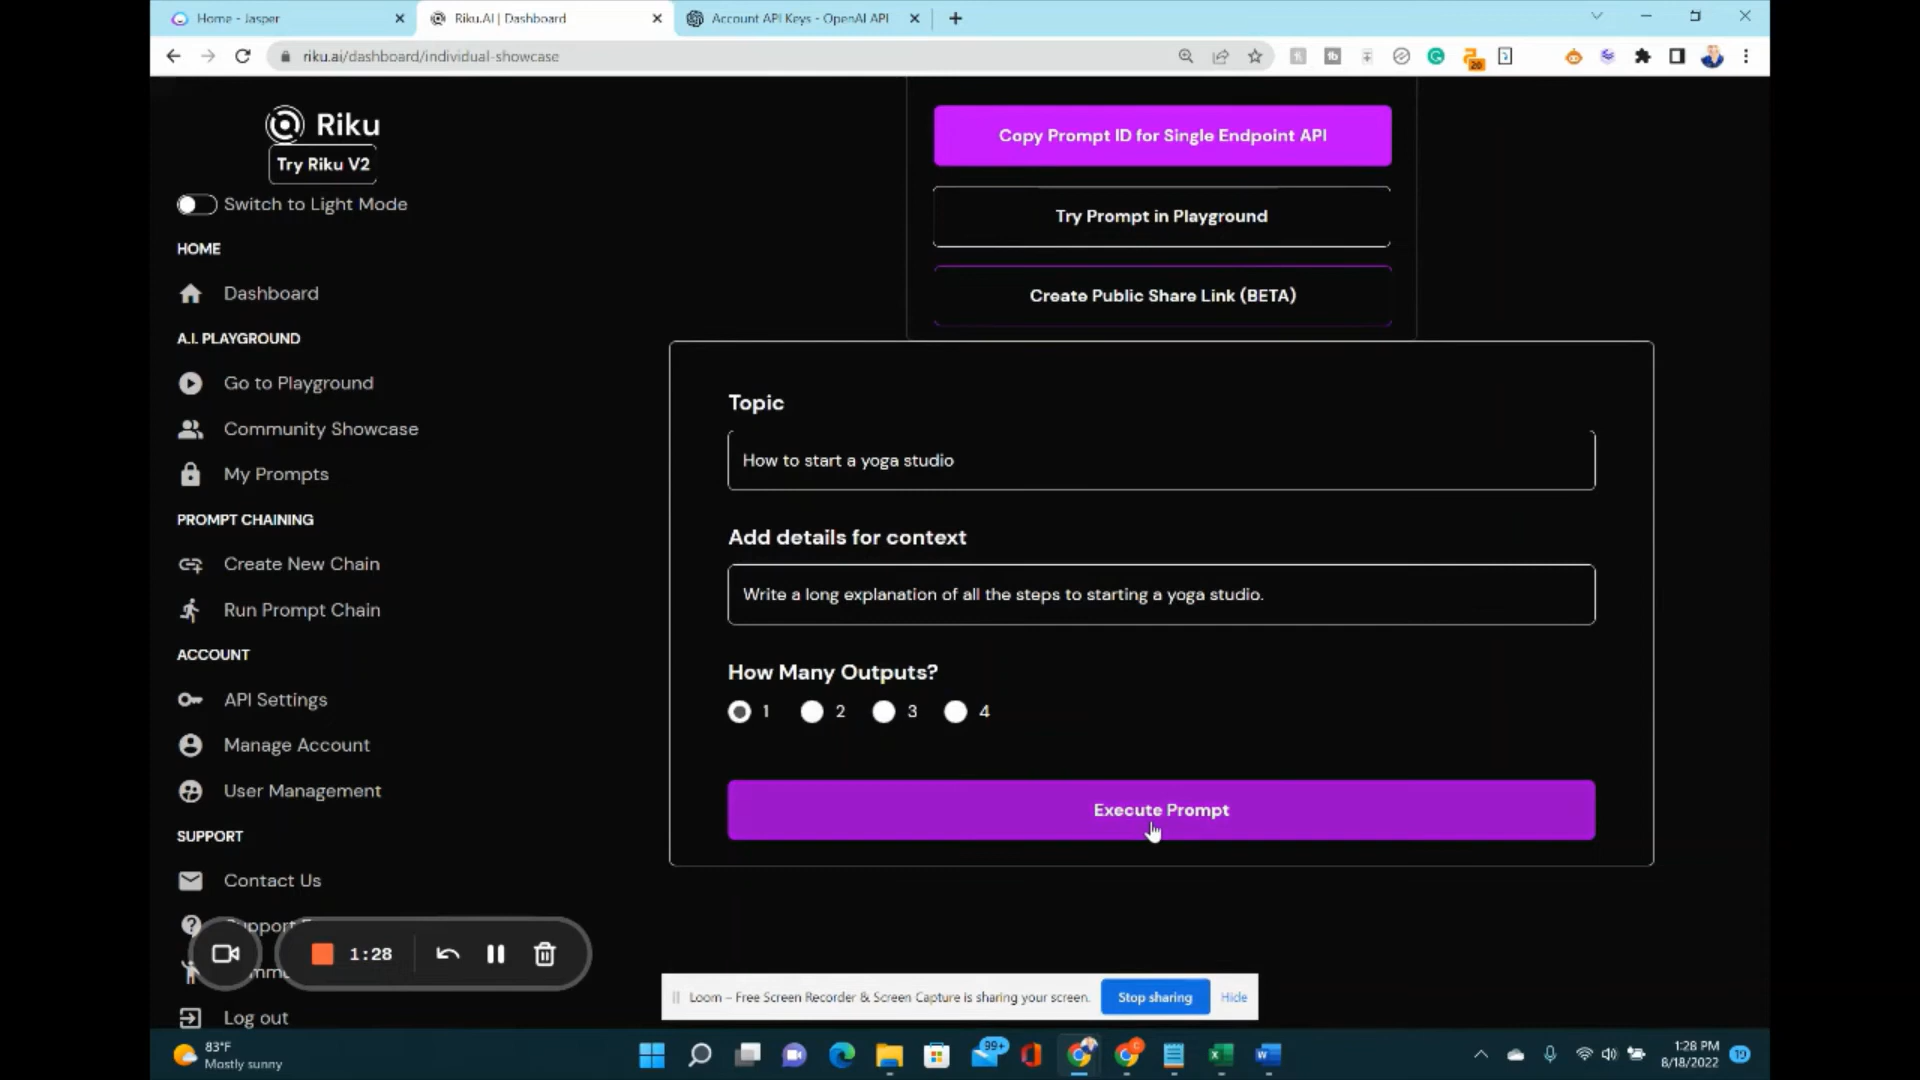 Home - Jasper
Riku.AI | Dashboard
Account API Keys - OpenAI API
riku.ai/dashboard/individual-showcase
20
Riku
Try Riku V2
Switch to Light Mode
HOME
Dashboard
A.I. PLAYGROUND
Go to Playground
Community Showcase
My Prompts
PROMPT CHAINING
Create New Chain
Run Prompt Chain
ACCOUNT
API Settings
Manage Account
User Management
SUPPORT
Contact Us
Log out
1:28
Copy Prompt ID for Single Endpoint API
Try Prompt in Playground
Create Public Share Link (BETA)
Topic
How to start a yoga studio
Add details for context
Write a long explanation of all the steps to starting a yoga studio.
How Many Outputs?
1 2 3 4
Execute Prompt
Loom – Free Screen Recorder & Screen Capture is sharing your screen.
Stop sharing
Hide
83°F
Mostly sunny
99+
1:28 PM
8/18/2022
19